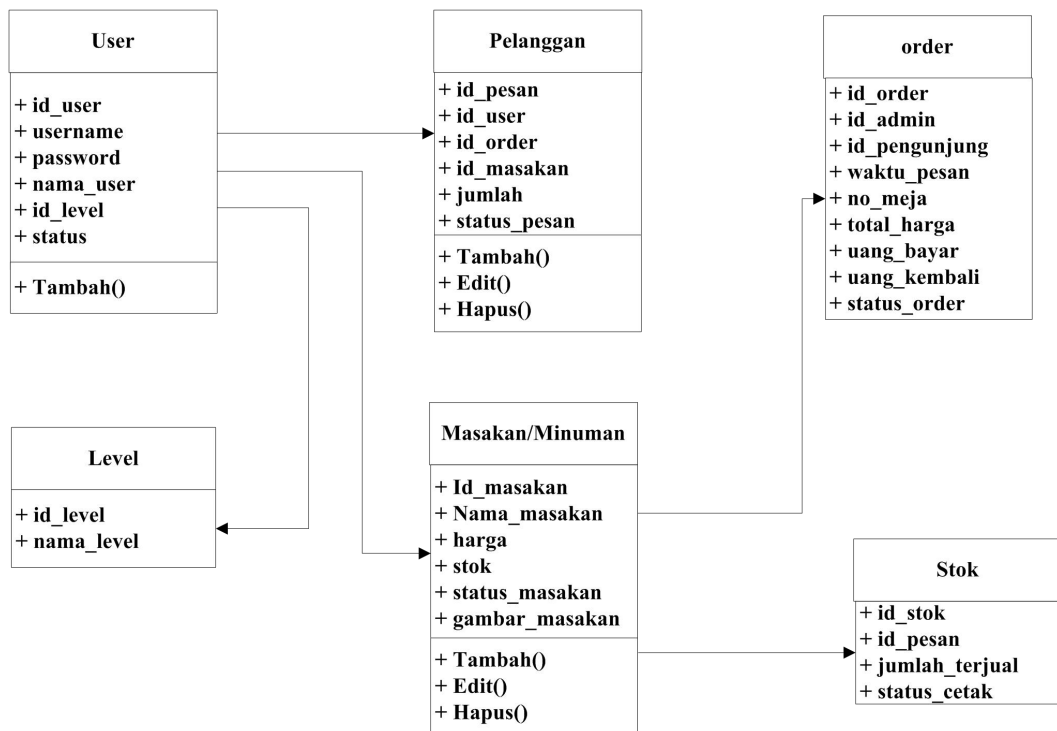 User
+ id_user
+ username
+ password
+ nama_user
+ id_level
+ status
+ Tambah()
Pelanggan
+ id_pesan
+ id_user
+ id_order
+ id_masakan
+ jumlah
+ status_pesan
+ Tambah()
+ Edit()
+ Hapus()
order
+ id_order
+ id_admin
+ id_pengunjung
+ waktu_pesan
+ no_meja
+ total_harga
+ uang_bayar
+ uang_kembali
+ status_order
Level
+ id_level
+ nama_level
Masakan/Minuman
+ Id_masakan
+ Nama_masakan
+ harga
+ stok
+ status_masakan
+ gambar_masakan
+ Tambah()
+ Edit()
+ Hapus()
Stok
+ id_stok
+ id_pesan
+ jumlah_terjual
+ status_cetak